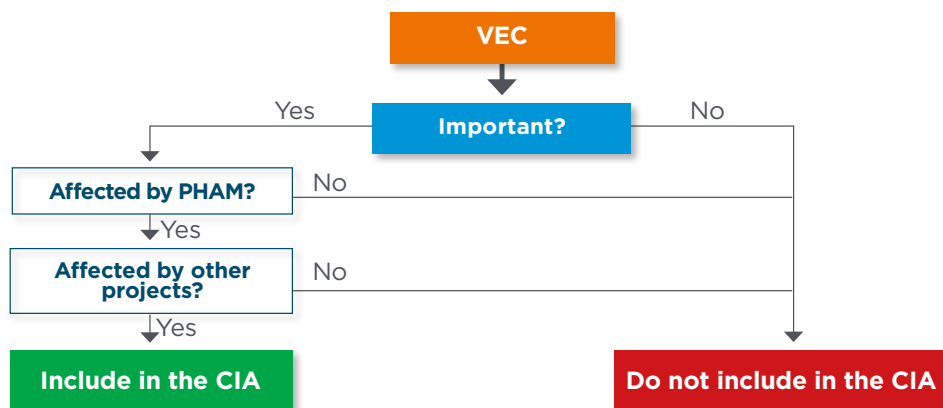 VEC
Yes
Important?
No
Affected by PHAM?
No
Yes
Affected by other
projects?
No
Yes
Include in the CIA
Do not include in the CIA